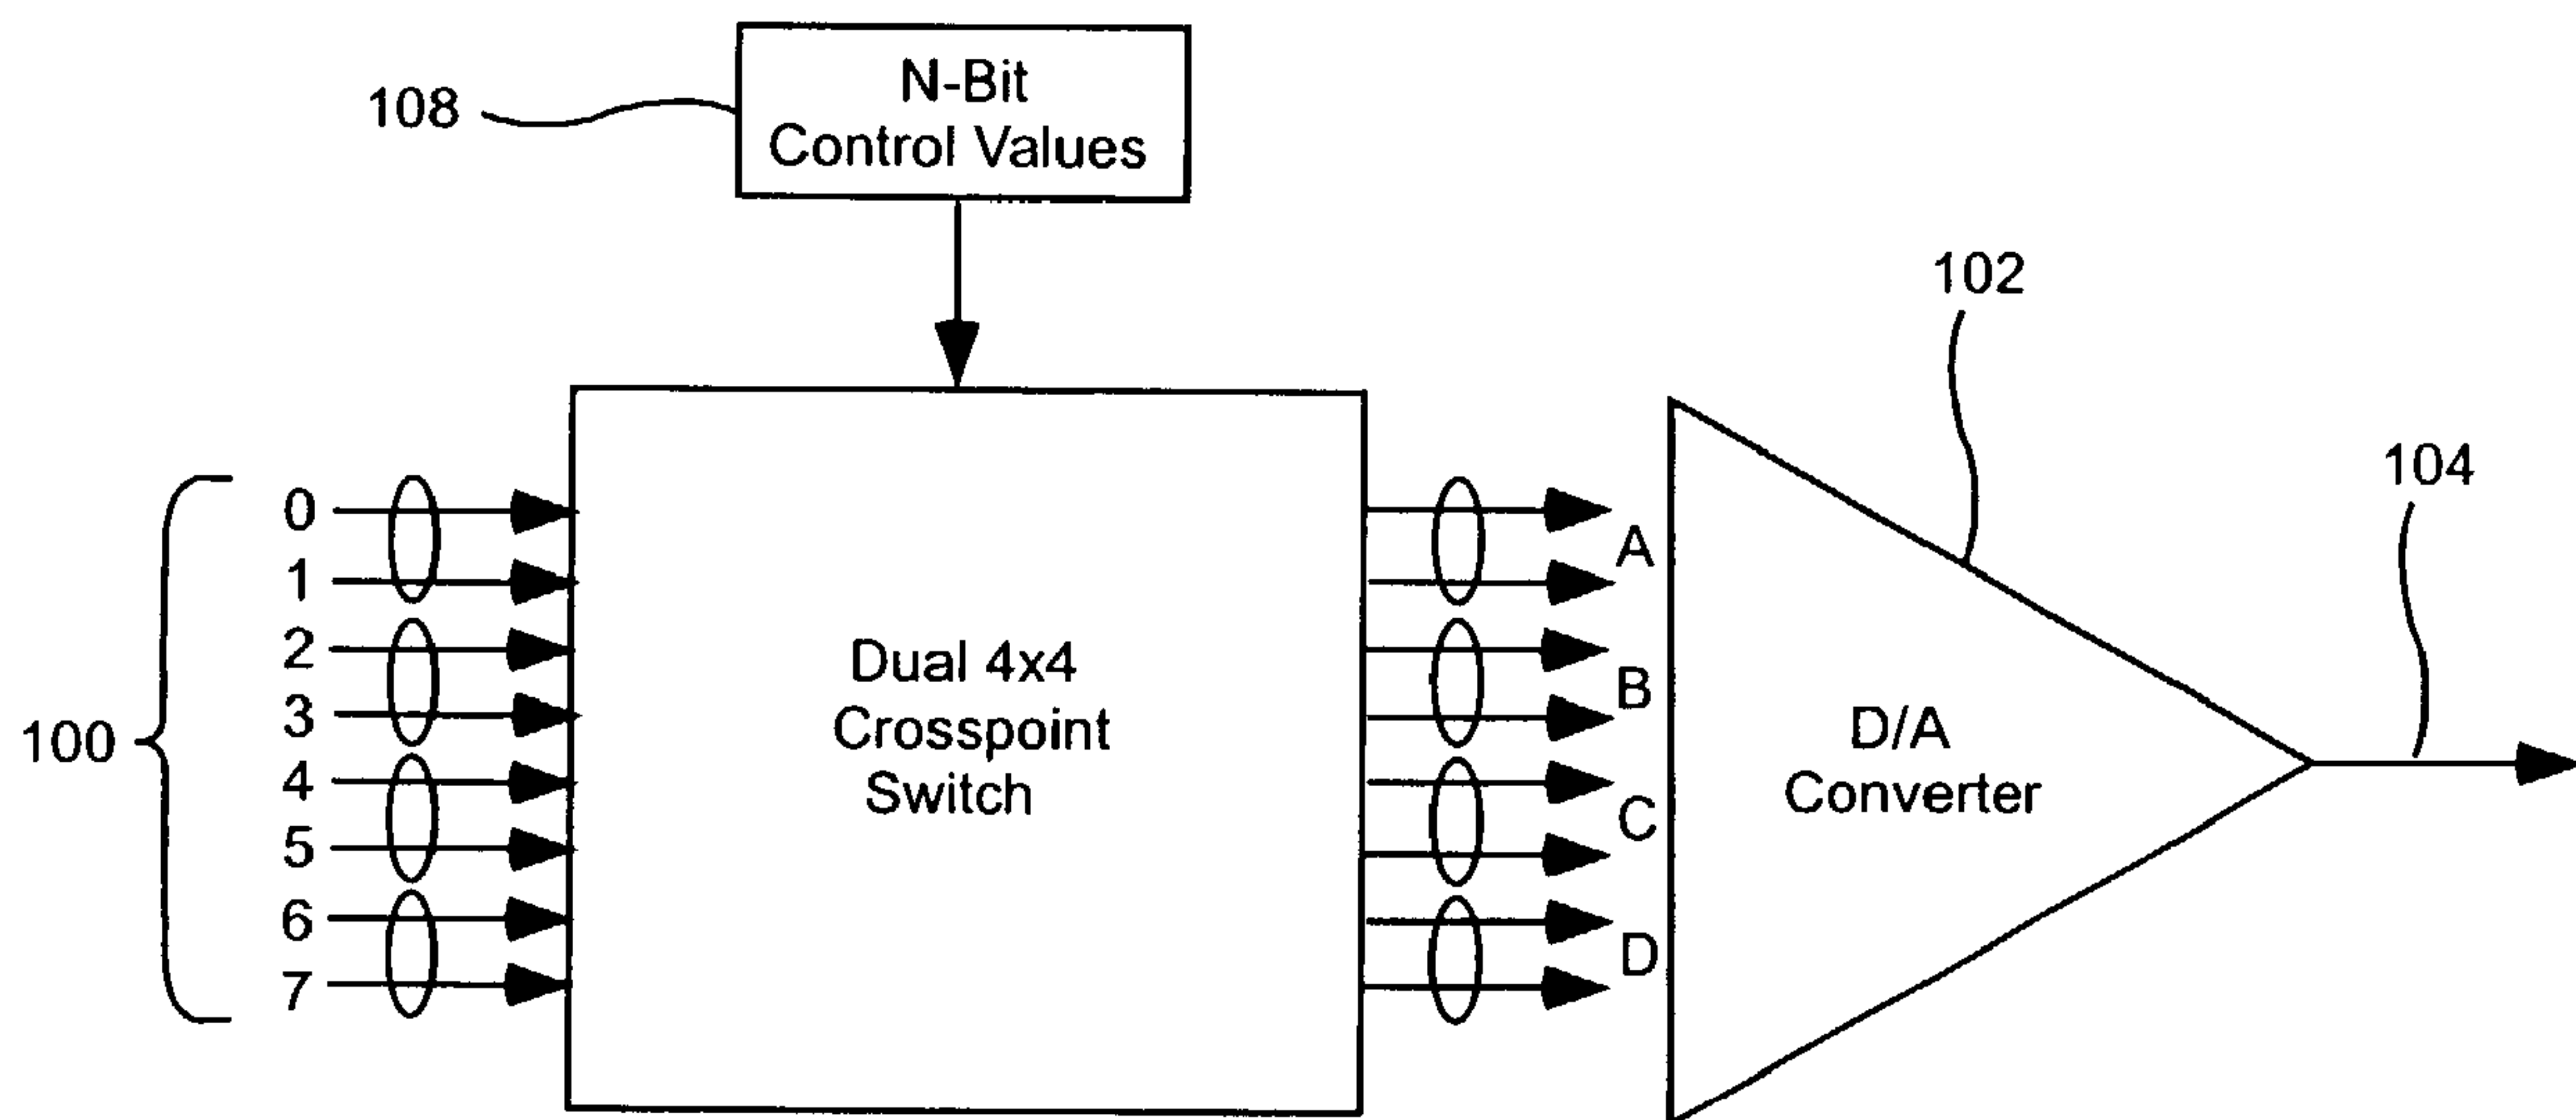 N-Bit
Control Values
108
102
104
0
1
2
3
4
5
6
7
100
Dual 4x4
Crosspoint
Switch
A
B
C
D
D/A
Converter